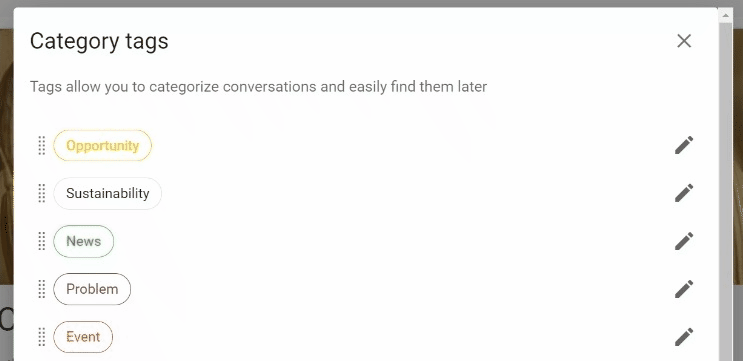 Category tags
Tags allow you to categorize conversations and easily find them later
Opportunity
Sustainability
News
Problem
Event